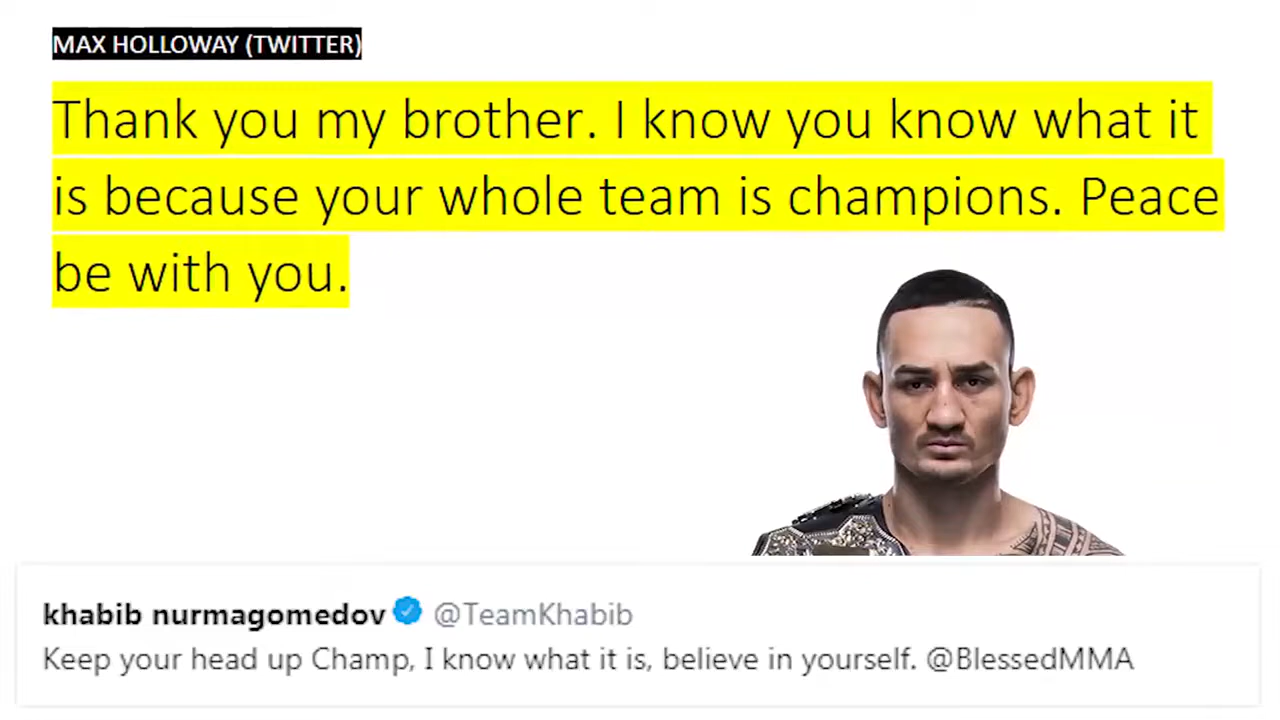 MAX HOLLOWAY (TWITTER)
Thank you my brother. I know you know what it
is because your whole team is champions. Peace
be with you.
khabib nurmagomedov @TeamKhabib
Keep your head up Champ, I know what it is, believe in yourself. @BlessedMMA